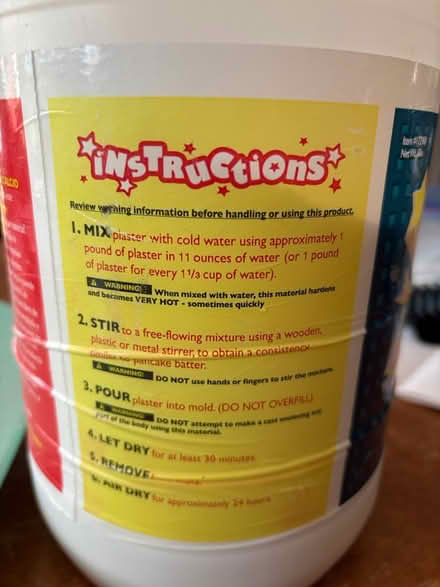 iNSTRUCtiONS
Review warning information before handling or using this product.
1. MIX plaster with cold water using approximately 1
pound of plaster in 11 ounces of water (or 1 pound
of plaster for every 1 1/3 cup of water).
WARNING: When mixed with water, this material hardens
and becomes VERY HOT - sometimes quickly
2. STIR to a free-flowing mixture using a wooden,
plastic or metal stirrer, to obtain a consistency
similar to pancake batter.
WARNING: DO NOT use hands or fingers to stir the mixture.
3. POUR plaster into mold. (DO NOT OVERFILL)
WARNING: DO NOT attempt to make a cast enclosing any
part of the body using this material.
4. LET DRY for at least 30 minutes.
5. REMOVE
6. AIR DRY for approximately 24 hours